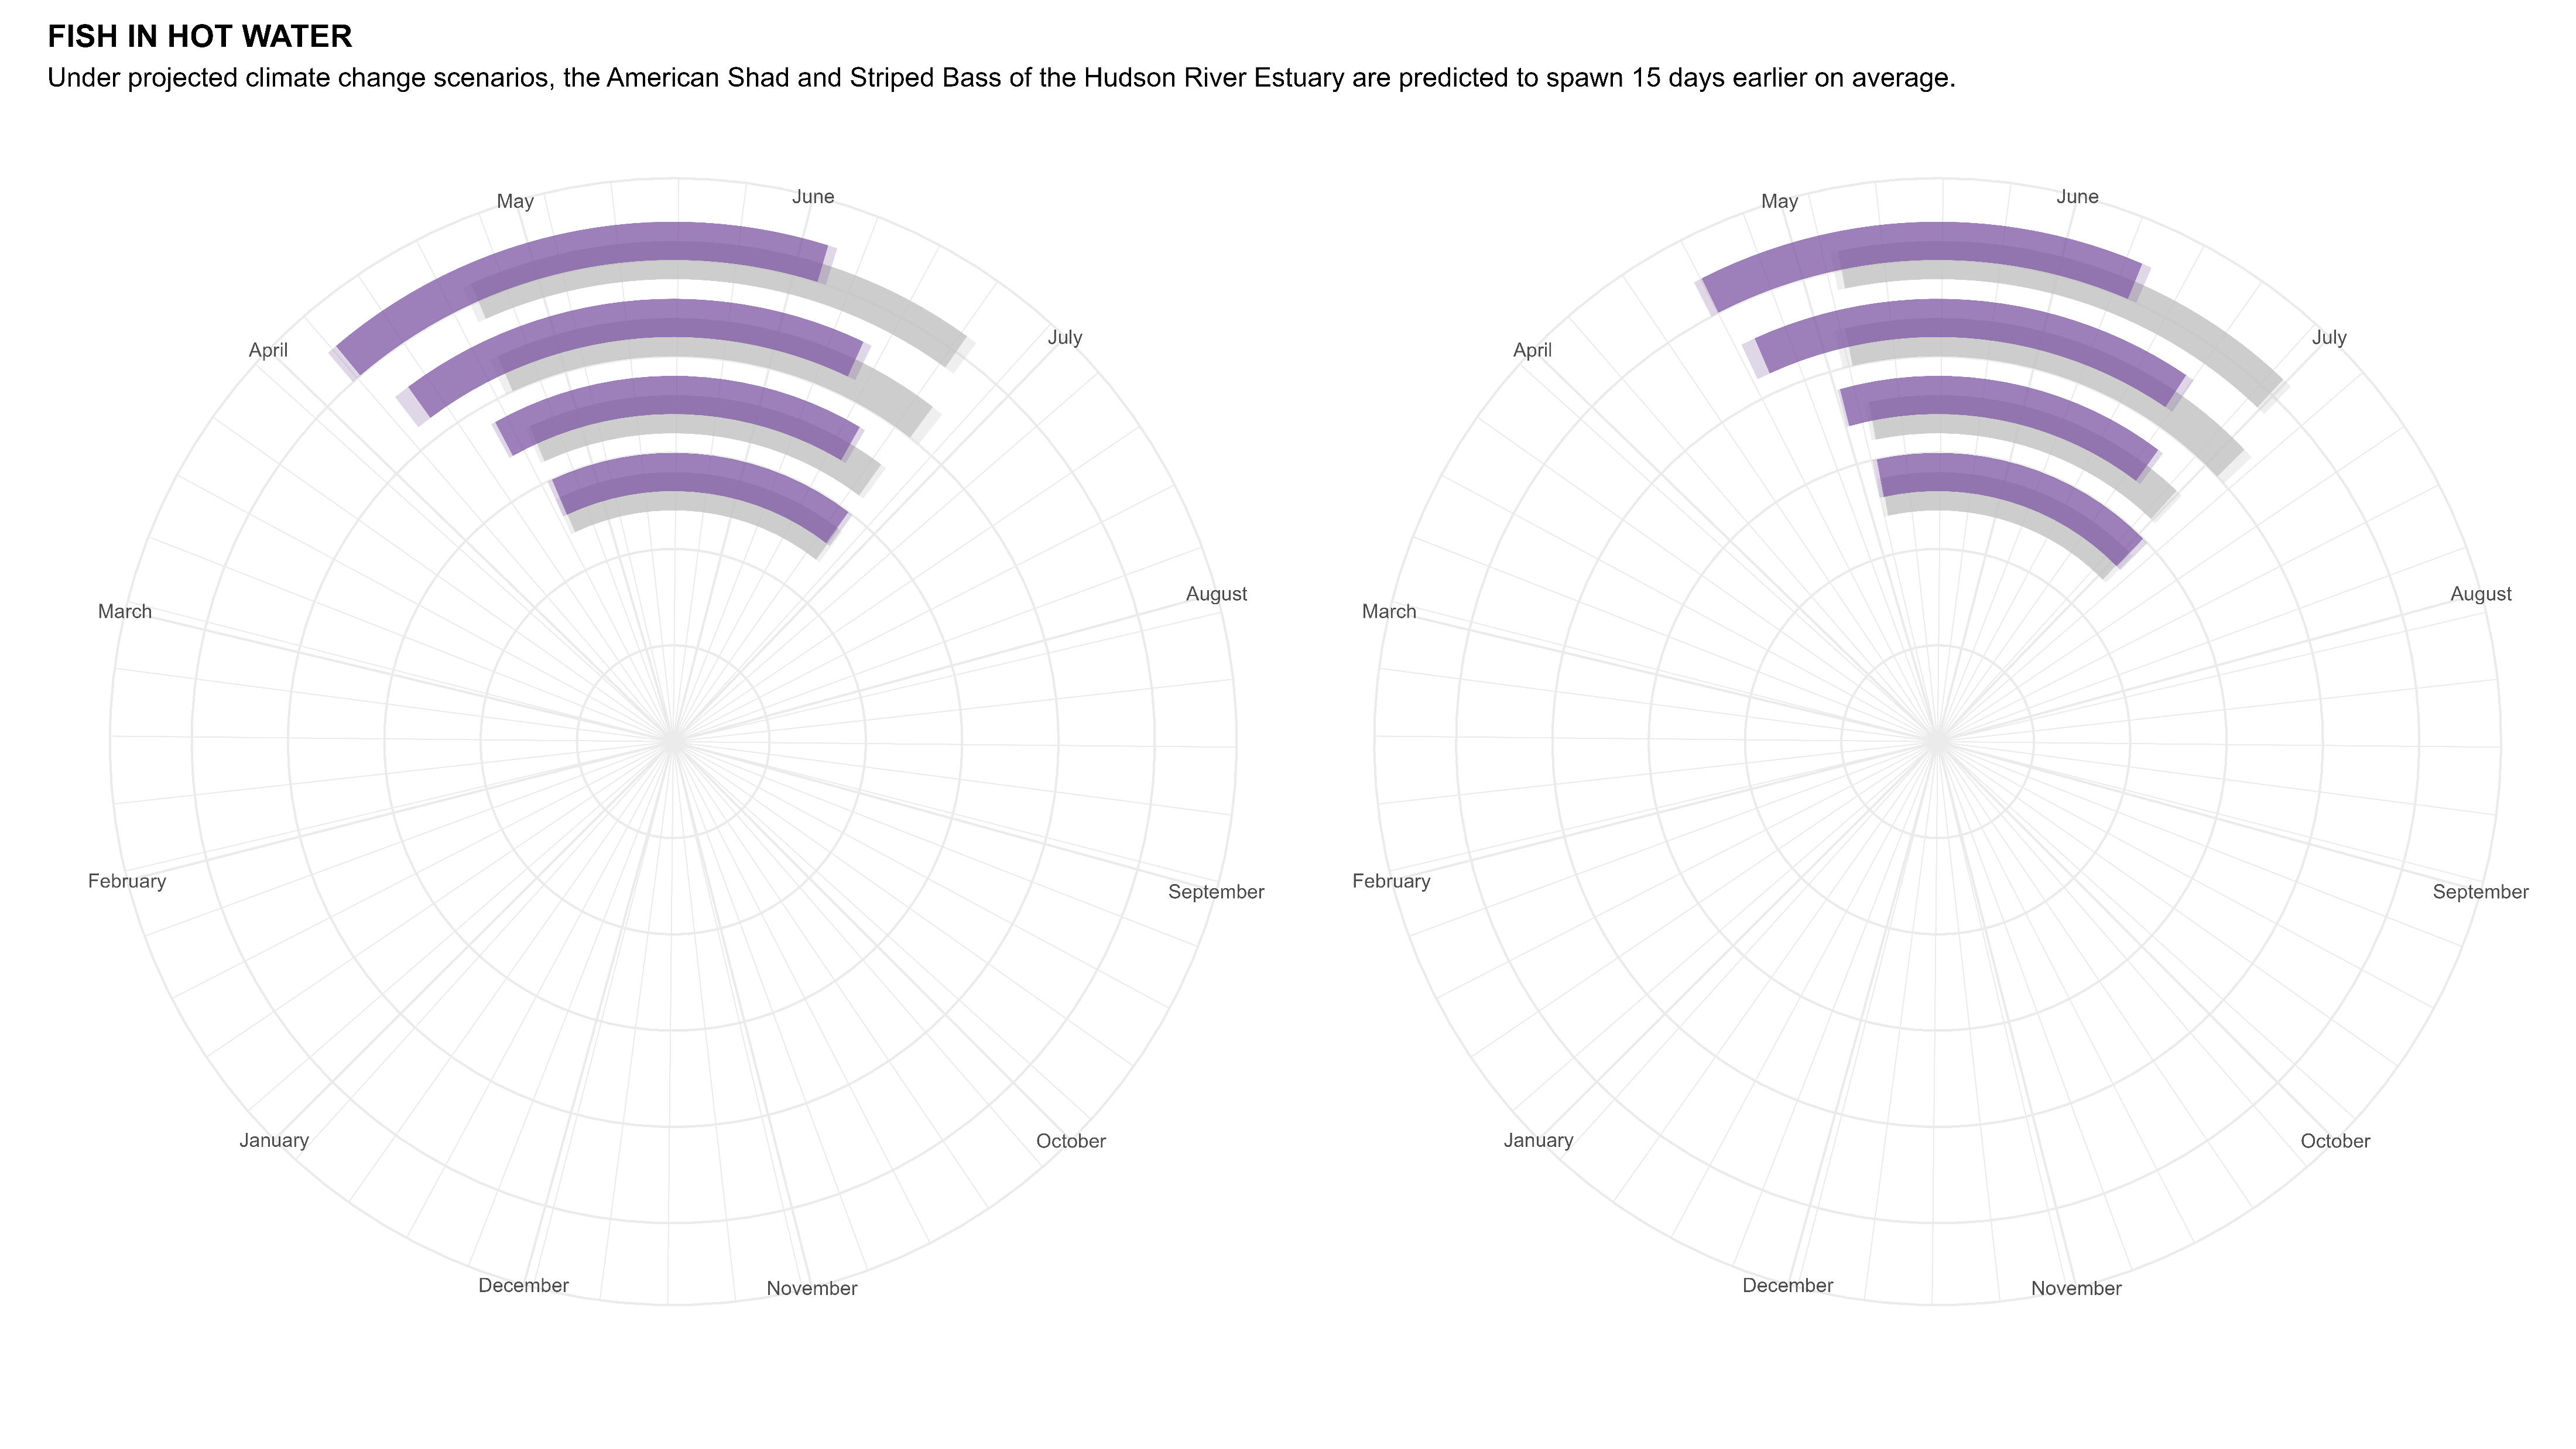 FISH IN HOT WATER
Under projected climate change scenarios, the American Shad and Striped Bass of the Hudson River Estuary are predicted to spawn 15 days earlier on average.
May
June
April
July
March
August
February
September
January
October
December
November
May
June
April
July
March
August
February
September
January
October
December
November